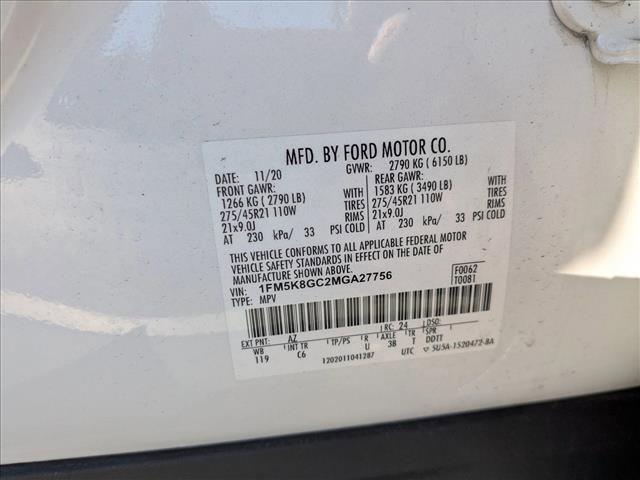 MFD. BY FORD MOTOR CO.
DATE: 11/20 GVWR: 2790 KG ( 6150 LB)
FRONT GAWR: REAR GAWR:
1266 KG ( 2790 LB) WITH 1583 KG ( 3490 LB) WITH
275/45R21 110W TIRES 275/45R21 110W TIRES
21x9.0J RIMS 21x9.0J RIMS
AT 230 kPa/ 33 PSI COLD AT 230 kPa/ 33 PSI COLD
THIS VEHICLE CONFORMS TO ALL APPLICABLE FEDERAL MOTOR
VEHICLE SAFETY AND BUMPER STANDARDS IN EFFECT ON THE DATE OF
MANUFACTURE SHOWN ABOVE.
VIN: 1FM5K8GC2MGA27756 F0062
TYPE: MPV T0081
EXT PNT: AZ RC: 24 DSO:
WB INT TR TP/PS R AXLE TR SPR
119 C6 U 3B T DDTT
1202011041287 UTC ▽ 5U5A-1520472-BA